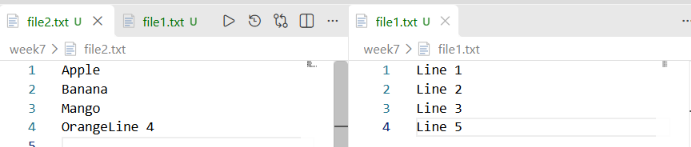 file2.txt U file1.txt U
week7 > file2.txt
1 Apple
2 Banana
3 Mango
4 OrangeLine 4
5
file1.txt U
week7 > file1.txt
1 Line 1
2 Line 2
3 Line 3
4 Line 5